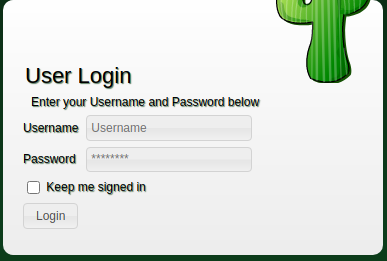 User Login
Enter your Username and Password below
Username Username
Password ********
Keep me signed in
Login